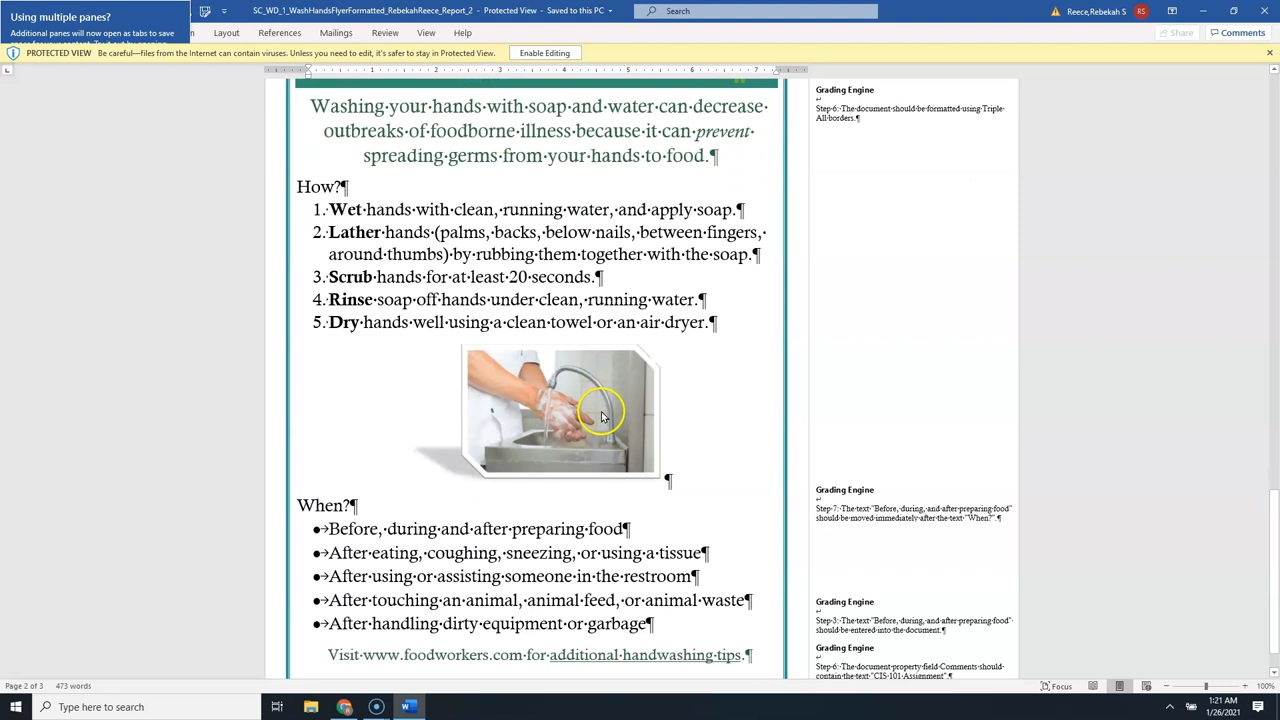 Using multiple panes?
Additional panes will now open as tabs to save
SC_WD_1_WashHandsFlyerFormatted_RebekahReece_Report_2 - Protected View • Saved to this PC
Search
Reece,Rebekah S
RS
Layout
References
Mailings
Review
View
Help
Share
Comments
PROTECTED VIEW Be careful—files from the Internet can contain viruses. Unless you need to edit, it's safer to stay in Protected View.
Enable Editing
1 2 3 4 5 6 7
Washing·your·hands·with·soap·and·water·can·decrease·
outbreaks·of·foodborne·illness·because·it·can·prevent·
spreading·germs·from·your·hands·to·food.¶
How?¶
1.·Wet·hands·with·clean,·running·water,·and·apply·soap.¶
2.·Lather·hands·(palms,·backs,·below·nails,·between·fingers,·
around·thumbs)·by·rubbing·them·together·with·the·soap.¶
3.·Scrub·hands·for·at·least·20·seconds.¶
4.·Rinse·soap·off·hands·under·clean,·running·water.¶
5.·Dry·hands·well·using·a·clean·towel·or·an·air·dryer.¶
¶
When?¶
●→Before,·during·and·after·preparing·food¶
●→After·eating,·coughing,·sneezing,·or·using·a·tissue¶
●→After·using·or·assisting·someone·in·the·restroom¶
●→After·touching·an·animal,·animal·feed,·or·animal·waste¶
●→After·handling·dirty·equipment·or·garbage¶
Visit·www.foodworkers.com·for·additional·handwashing·tips.¶
Grading Engine
↵
Step·6:·The·document·should·be·formatted·using·Triple·
All·borders.¶
Grading Engine
↵
Step·7:·The·text·"Before,·during,·and·after·preparing·food"
should·be·moved·immediately·after·the·text·"When?".¶
Grading Engine
↵
Step·3:·The·text·"Before,·during,·and·after·preparing·food"·
should·be·entered·into·the·document.¶
Grading Engine
↵
Step·6:·The·document·property·field·Comments·should·
contain·the·text·"CIS·101·Assignment".¶
Page 2 of 3
473 words
Focus
100%
Type here to search
1:21 AM
1/26/2021